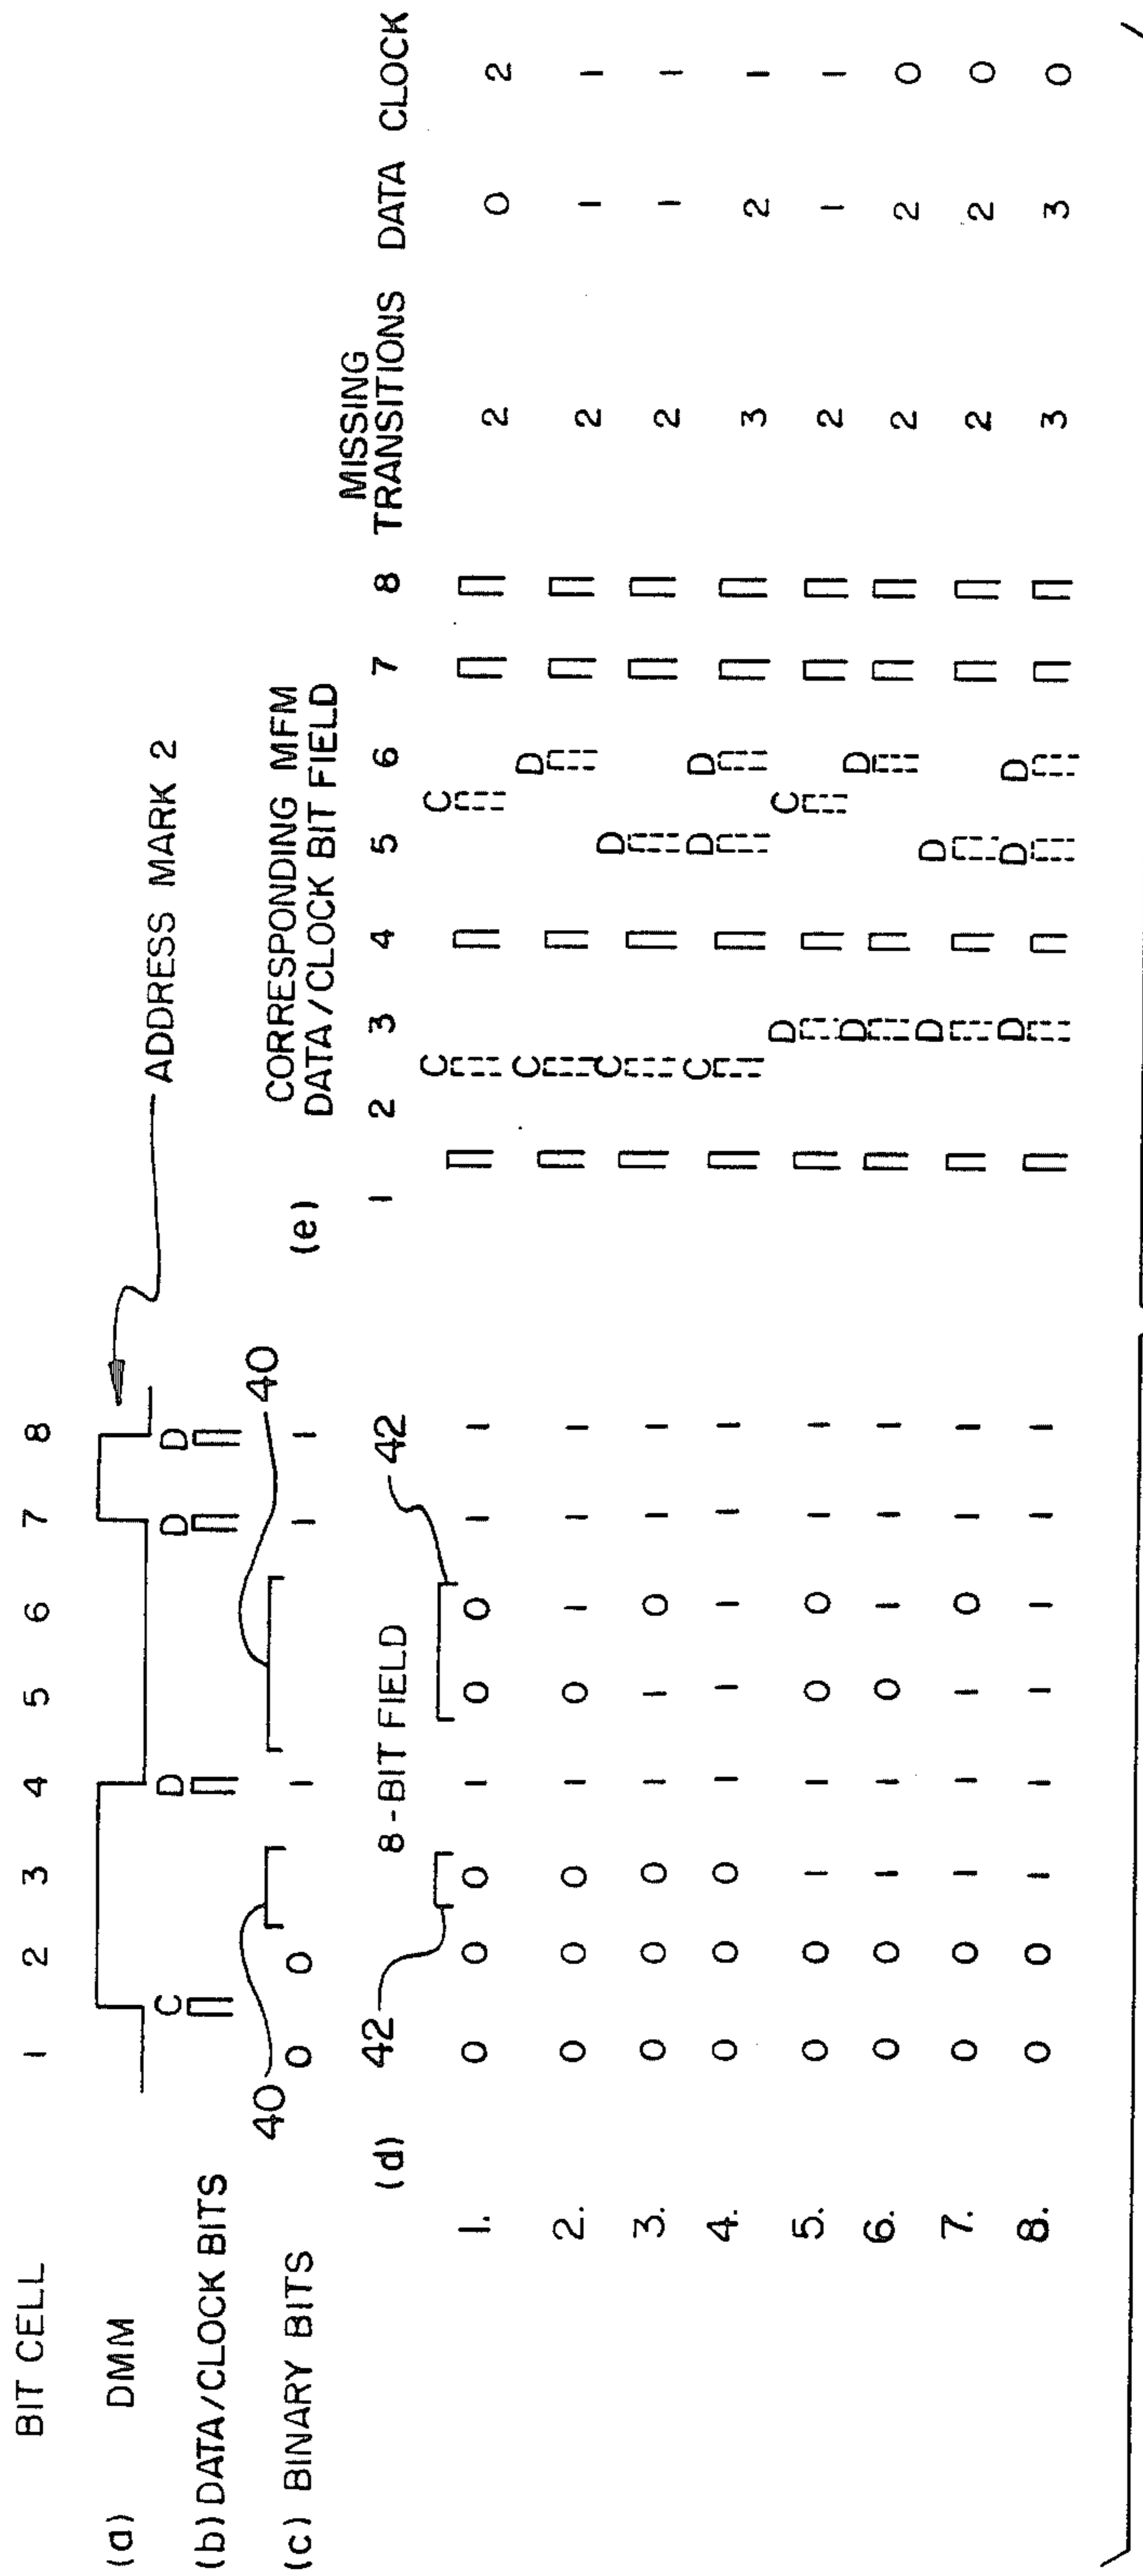 BIT CELL 1 2 3 4 5 6 7 8
(a) DMM
ADDRESS MARK 2
(b) DATA/CLOCK BITS C D D D
(c) BINARY BITS 0 0 1 1 1
40 40
(d) 8-BIT FIELD
42 42
1. 0 0 0 1 0 0 1 1
2. 0 0 0 1 0 1 1 1
3. 0 0 0 1 1 0 1 1
4. 0 0 0 1 1 1 1 1
5. 0 0 1 1 0 0 1 1
6. 0 0 1 1 0 1 1 1
7. 0 0 1 1 1 0 1 1
8. 0 0 1 1 1 1 1 1
(e) CORRESPONDING MFM
DATA/CLOCK BIT FIELD
1 2 3 4 5 6 7 8
MISSING
TRANSITIONS DATA CLOCK
C C 2 0 2
C D 2 1 1
C D 2 1 1
C D D 3 2 1
D C 2 1 1
D D 2 2 0
D D 2 2 0
D D D 3 3 0